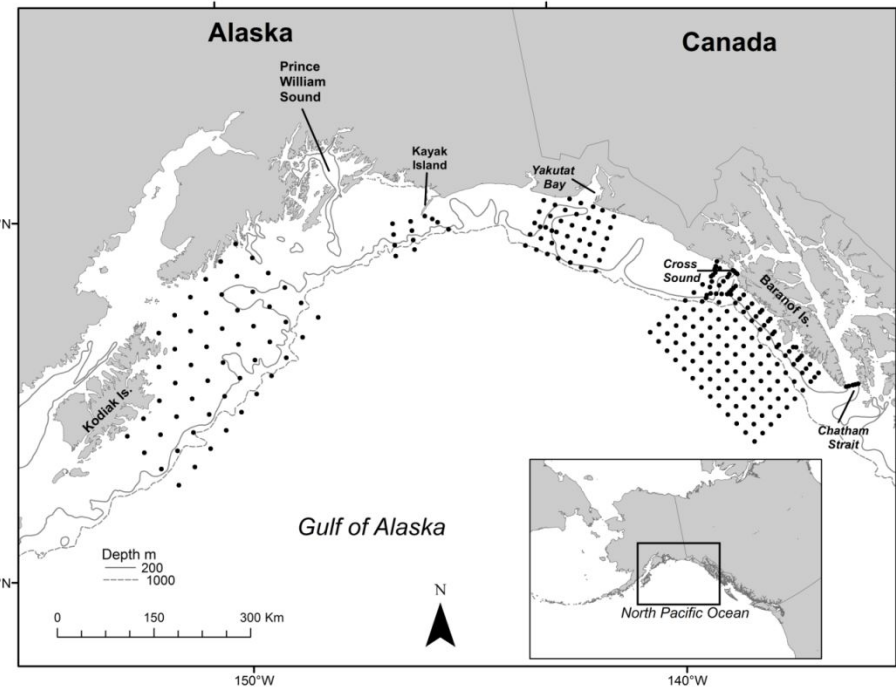 Alaska
Canada
Prince
William
Sound
Kayak
Island
Yakutat
Bay
°N
Cross
Sound
Baranof Is.
Kodiak Is.
Chatham
Strait
Gulf of Alaska
Depth m
200
1000
°N
0 150 300 Km
N
North Pacific Ocean
150°W 140°W